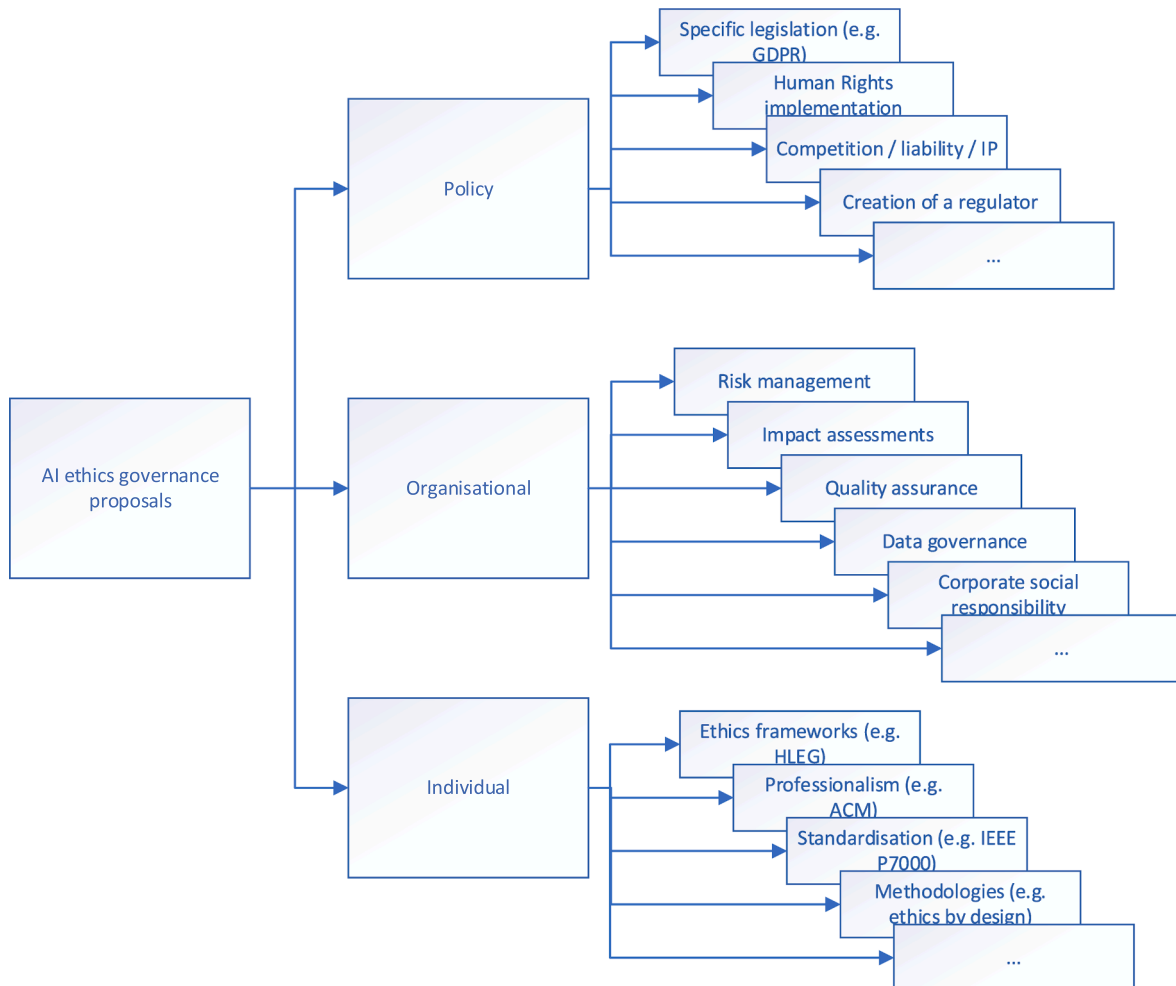 Specific legislation (e.g.
GDPR)
Human Rights
implementation
Competition / liability / IP
Creation of a regulator
...
Policy
Risk management
Impact assessments
Quality assurance
Data governance
Corporate social
responsibility
...
AI ethics governance
proposals
Organisational
Ethics frameworks (e.g.
HLEG)
Professionalism (e.g.
ACM)
Standardisation (e.g. IEEE
P7000)
Methodologies (e.g.
ethics by design)
...
Individual